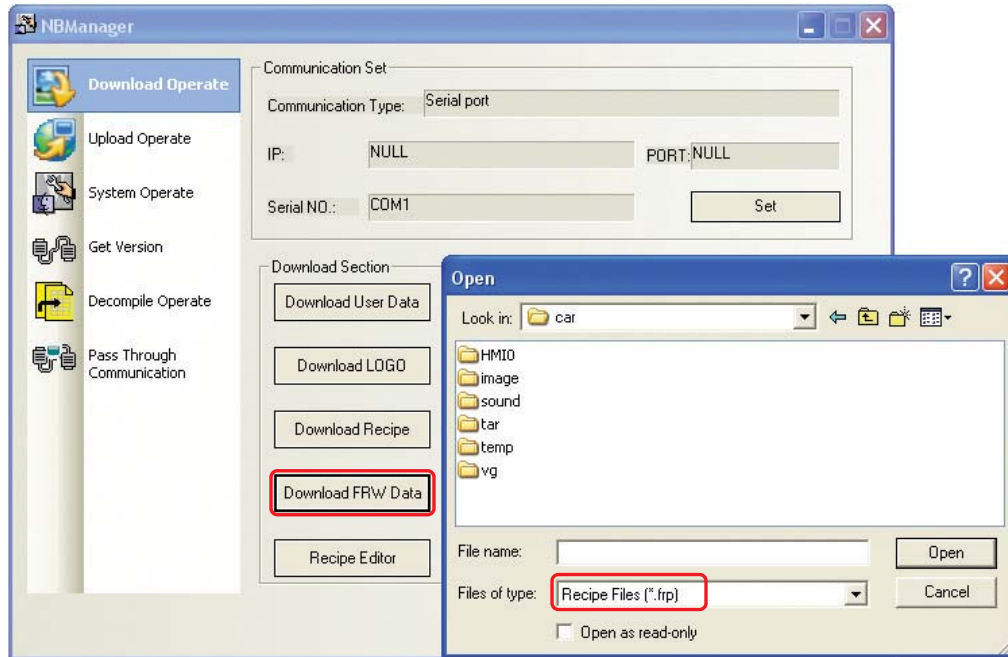 NBManager
Download Operate
Upload Operate
System Operate
Get Version
Decompile Operate
Pass Through
Communication
Communication Set
Communication Type: Serial port
IP: NULL PORT: NULL
Serial NO.: COM1 Set
Download Section
Download User Data
Download LOGO
Download Recipe
Download FRW Data
Recipe Editor
Open
Look in: car
HMI0
image
sound
tar
temp
vg
File name: Open
Files of type: Recipe Files (*.frp) Cancel
Open as read-only